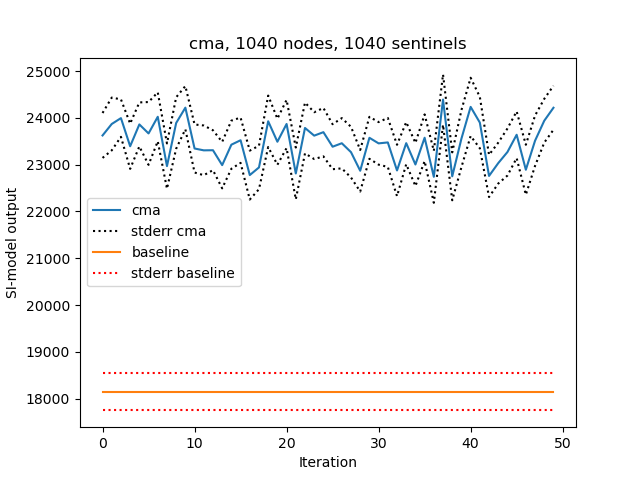 cma, 1040 nodes, 1040 sentinels
25000
24000
23000
22000
21000
20000
19000
18000
SI-model output
cma
stderr cma
baseline
stderr baseline
0 10 20 30 40 50
Iteration